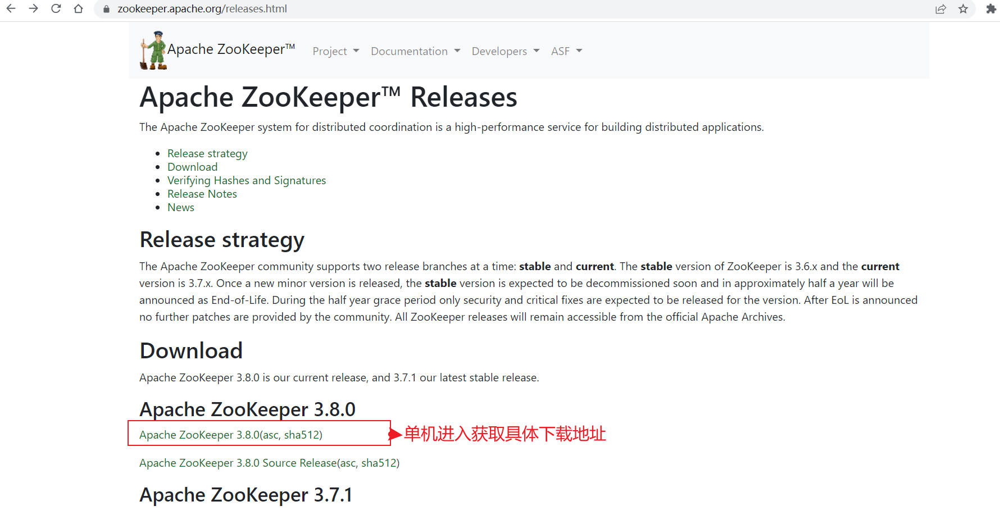 zookeeper.apache.org/releases.html
Apache ZooKeeper™ Project Documentation Developers ASF
Apache ZooKeeper™ Releases
The Apache ZooKeeper system for distributed coordination is a high-performance service for building distributed applications.
Release strategy
Download
Verifying Hashes and Signatures
Release Notes
News
Release strategy
The Apache ZooKeeper community supports two release branches at a time: stable and current. The stable version of ZooKeeper is 3.6.x and the current
version is 3.7.x. Once a new minor version is released, the stable version is expected to be decommissioned soon and in approximately half a year will be
announced as End-of-Life. During the half year grace period only security and critical fixes are expected to be released for the version. After EoL is announced
no further patches are provided by the community. All ZooKeeper releases will remain accessible from the official Apache Archives.
Download
Apache ZooKeeper 3.8.0 is our current release, and 3.7.1 our latest stable release.
Apache ZooKeeper 3.8.0
Apache ZooKeeper 3.8.0(asc, sha512) 单机进入获取具体下载地址
Apache ZooKeeper 3.8.0 Source Release(asc, sha512)
Apache ZooKeeper 3.7.1